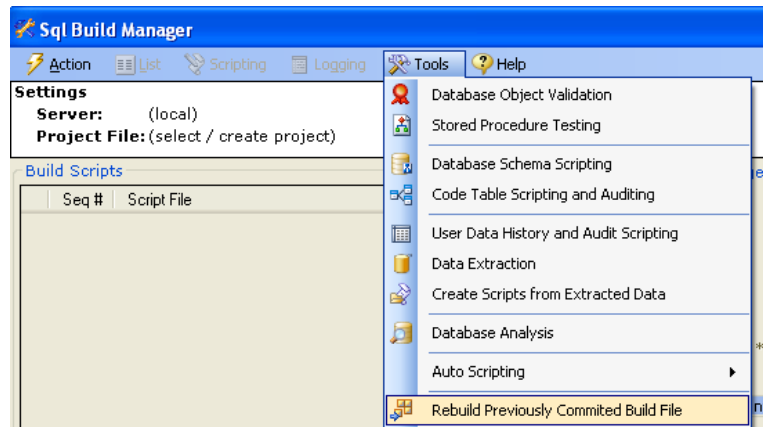 Sql Build Manager
Action List Scripting Logging Tools Help
Settings
Server: (local)
Project File: (select / create project)
Build Scripts
Seq # Script File
Database Object Validation
Stored Procedure Testing
Database Schema Scripting
Code Table Scripting and Auditing
User Data History and Audit Scripting
Data Extraction
Create Scripts from Extracted Data
Database Analysis
Auto Scripting
Rebuild Previously Commited Build File